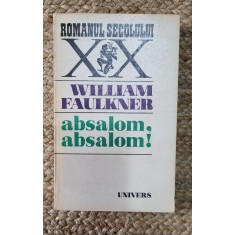 ROMANUL SECOLULUI
XX
WILLIAM
FAULKNER
absalom,
absalom!
UNIVERS